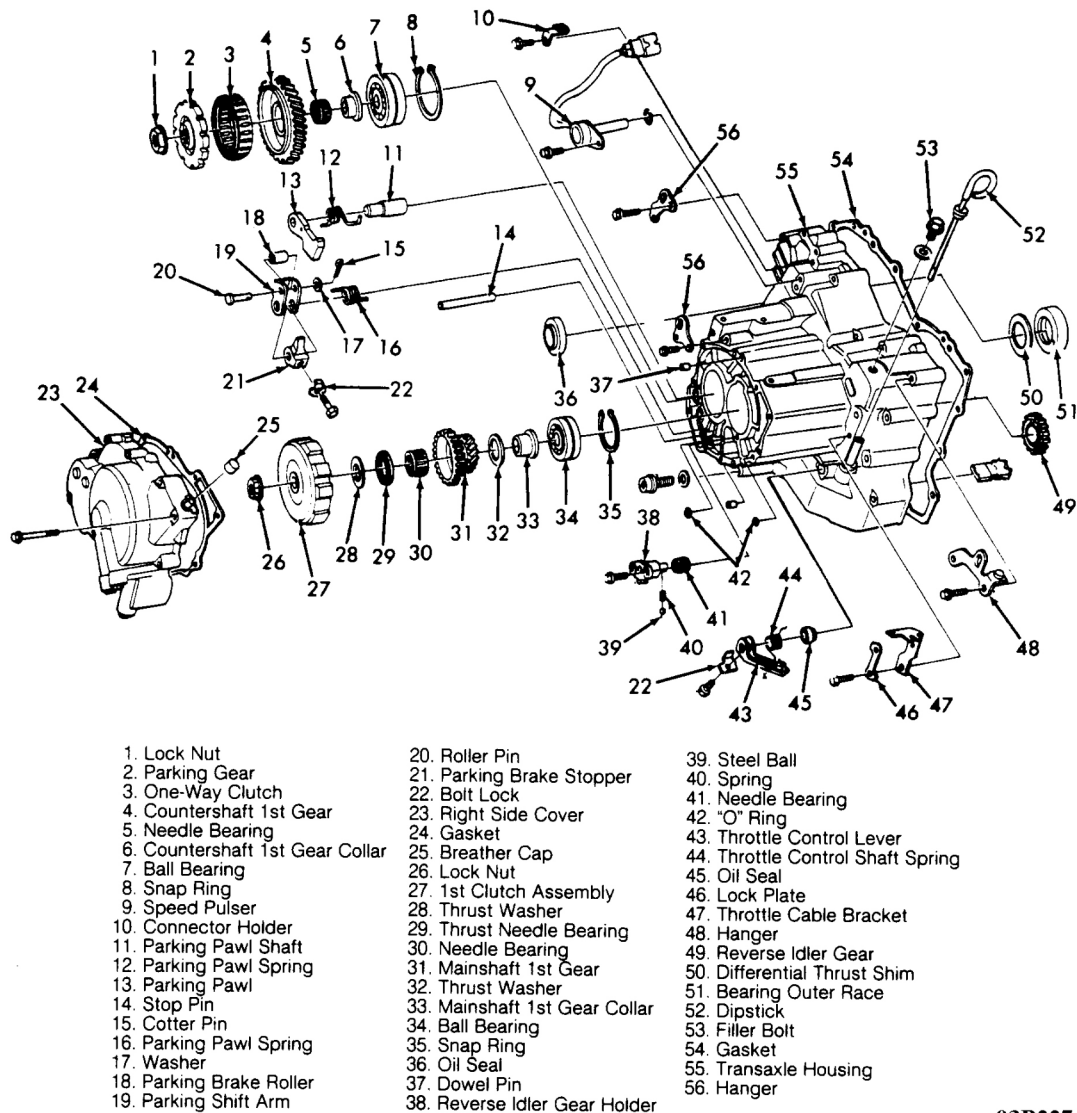 10
7
8
6
4
5
3
2
1
9
56
12
11
13
53
54
55
18
15
14
19
52
20
56
17
16
21
36
37
22
50
51
24
23
25
49
26
27
28
29
30
31
32
33
34
35
38
42
44
41
39
40
48
22
43
45
46
47
1. Lock Nut
2. Parking Gear
3. One-Way Clutch
4. Countershaft 1st Gear
5. Needle Bearing
6. Countershaft 1st Gear Collar
7. Ball Bearing
8. Snap Ring
9. Speed Pulser
10. Connector Holder
11. Parking Pawl Shaft
12. Parking Pawl Spring
13. Parking Pawl
14. Stop Pin
15. Cotter Pin
16. Parking Pawl Spring
17. Washer
18. Parking Brake Roller
19. Parking Shift Arm
20. Roller Pin
21. Parking Brake Stopper
22. Bolt Lock
23. Right Side Cover
24. Gasket
25. Breather Cap
26. Lock Nut
27. 1st Clutch Assembly
28. Thrust Washer
29. Thrust Needle Bearing
30. Needle Bearing
31. Mainshaft 1st Gear
32. Thrust Washer
33. Mainshaft 1st Gear Collar
34. Ball Bearing
35. Snap Ring
36. Oil Seal
37. Dowel Pin
38. Reverse Idler Gear Holder
39. Steel Ball
40. Spring
41. Needle Bearing
42. "O" Ring
43. Throttle Control Lever
44. Throttle Control Shaft Spring
45. Oil Seal
46. Lock Plate
47. Throttle Cable Bracket
48. Hanger
49. Reverse Idler Gear
50. Differential Thrust Shim
51. Bearing Outer Race
52. Dipstick
53. Filler Bolt
54. Gasket
55. Transaxle Housing
56. Hanger